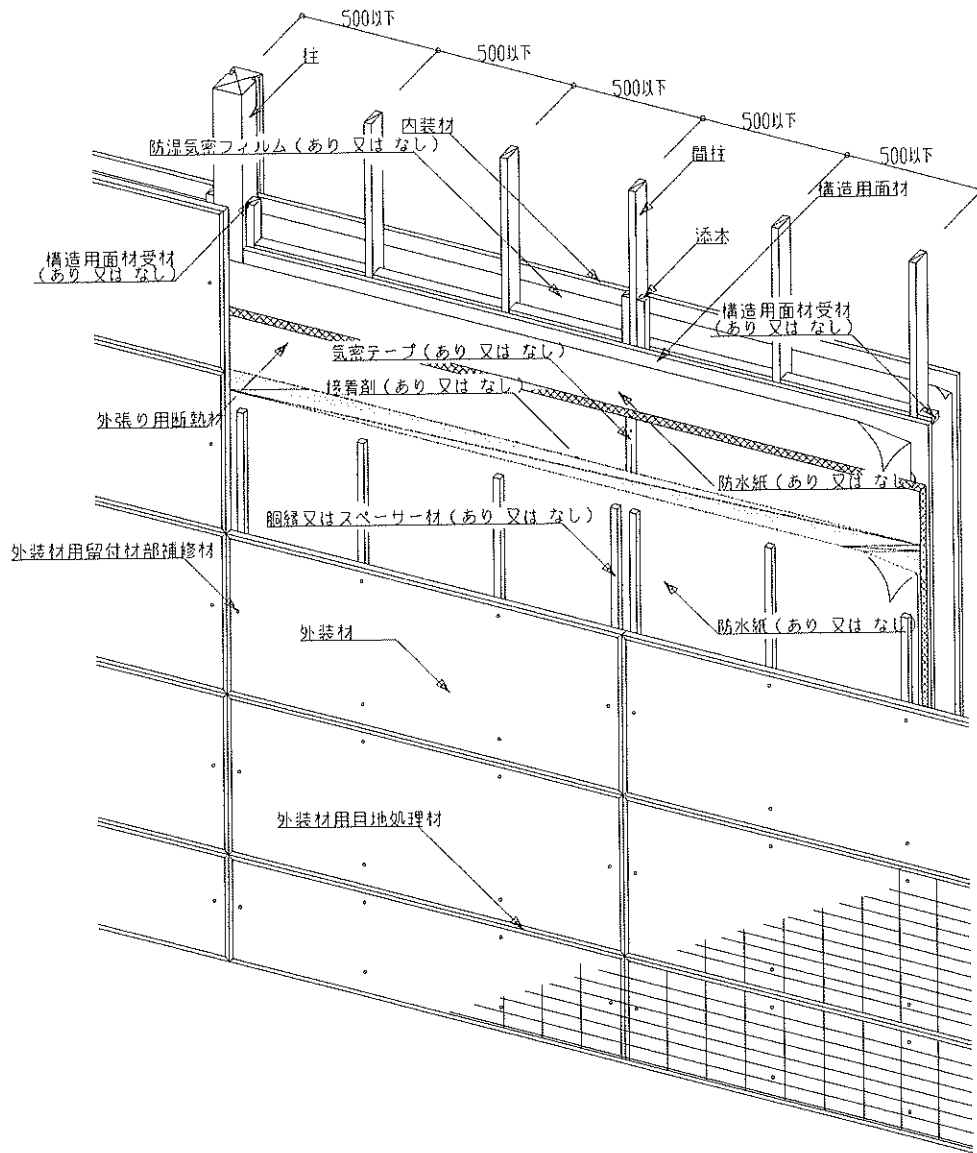 500以下
500以下
500以下
500以下
500以下
柱
内装材
防湿気密フィルム(あり 又は なし)
間柱
構造用面材
添木
構造用面材受材
(あり 又は なし)
構造用面材受材
(あり 又は なし)
気密テープ(あり 又は なし)
接着剤(あり 又は なし)
外張り用断熱材
防水紙(あり 又は なし)
胴縁又はスペーサー材(あり 又は なし)
外装材用留付材部補修材
防水紙(あり 又は なし)
外装材
外装材用目地処理材